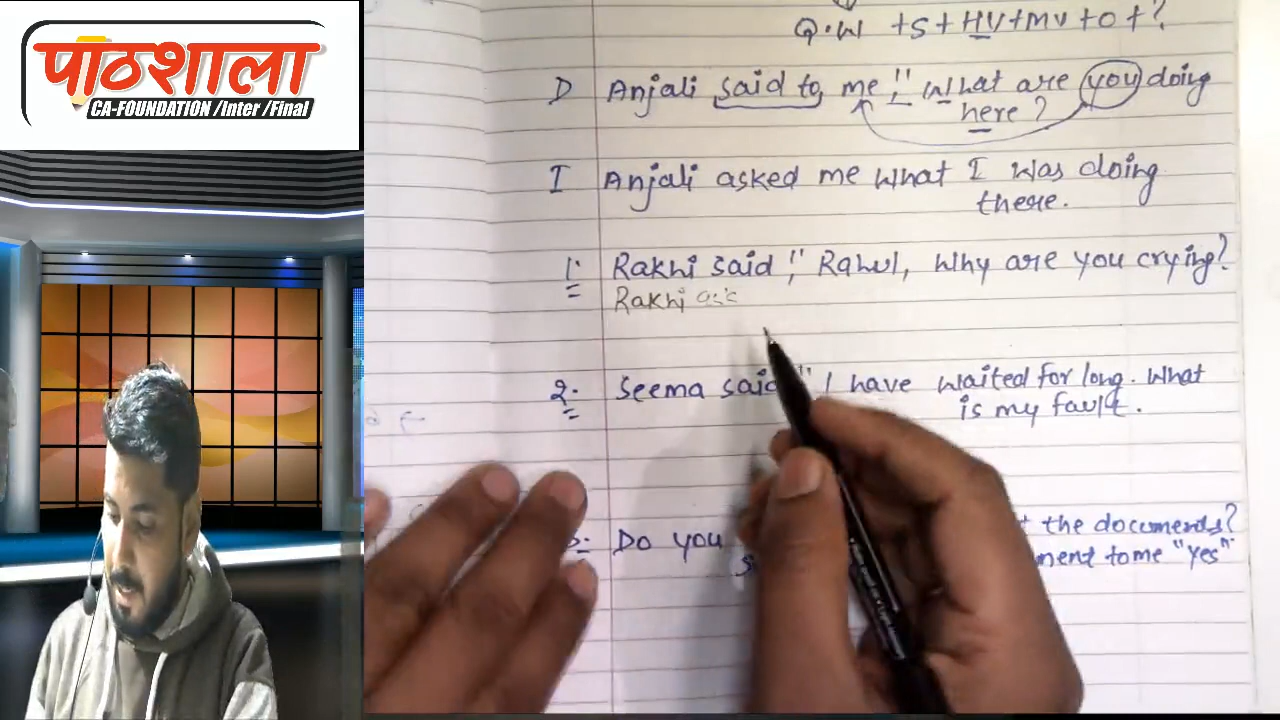 पाठशाला
CA-FOUNDATION /Inter /Final
Q.W +S + HV + MV + O + ?
D Anjali said to me," What are you doing
here ?
I Anjali asked me what I was doing
there.
1. Rakhi said," Rahul, Why are you crying?
Rakhi
2. Seema said " I have waited for long. What
is my fault.
Do you the documents?
to me "yes"